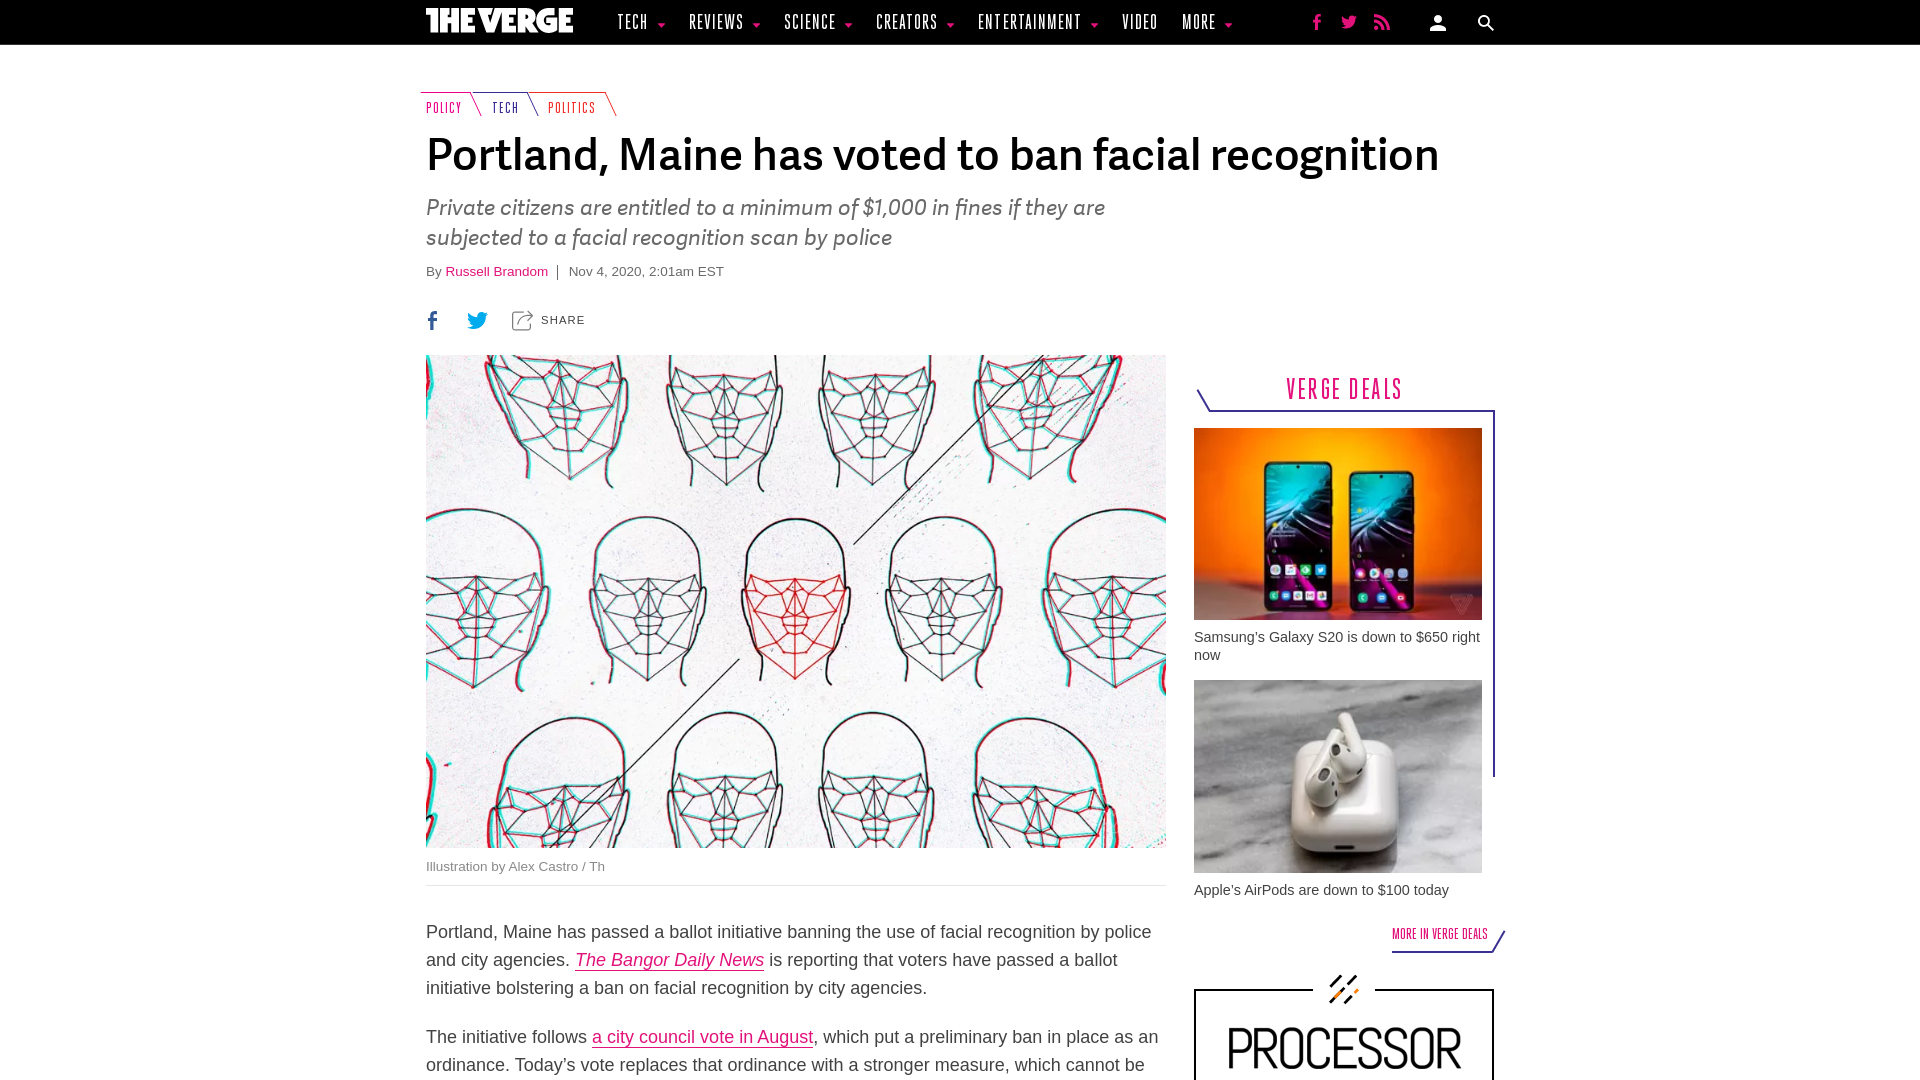 THE VERGE
TECH REVIEWS SCIENCE CREATORS ENTERTAINMENT VIDEO MORE
POLICY TECH POLITICS
Portland, Maine has voted to ban facial recognition
Private citizens are entitled to a minimum of $1,000 in fines if they are
subjected to a facial recognition scan by police
By Russell Brandom | Nov 4, 2020, 2:01am EST
SHARE
Illustration by Alex Castro / Th
Portland, Maine has passed a ballot initiative banning the use of facial recognition by police
and city agencies. The Bangor Daily News is reporting that voters have passed a ballot
initiative bolstering a ban on facial recognition by city agencies.
The initiative follows a city council vote in August, which put a preliminary ban in place as an
ordinance. Today’s vote replaces that ordinance with a stronger measure, which cannot be
VERGE DEALS
Samsung’s Galaxy S20 is down to $650 right
now
Apple’s AirPods are down to $100 today
MORE IN VERGE DEALS
PROCESSOR